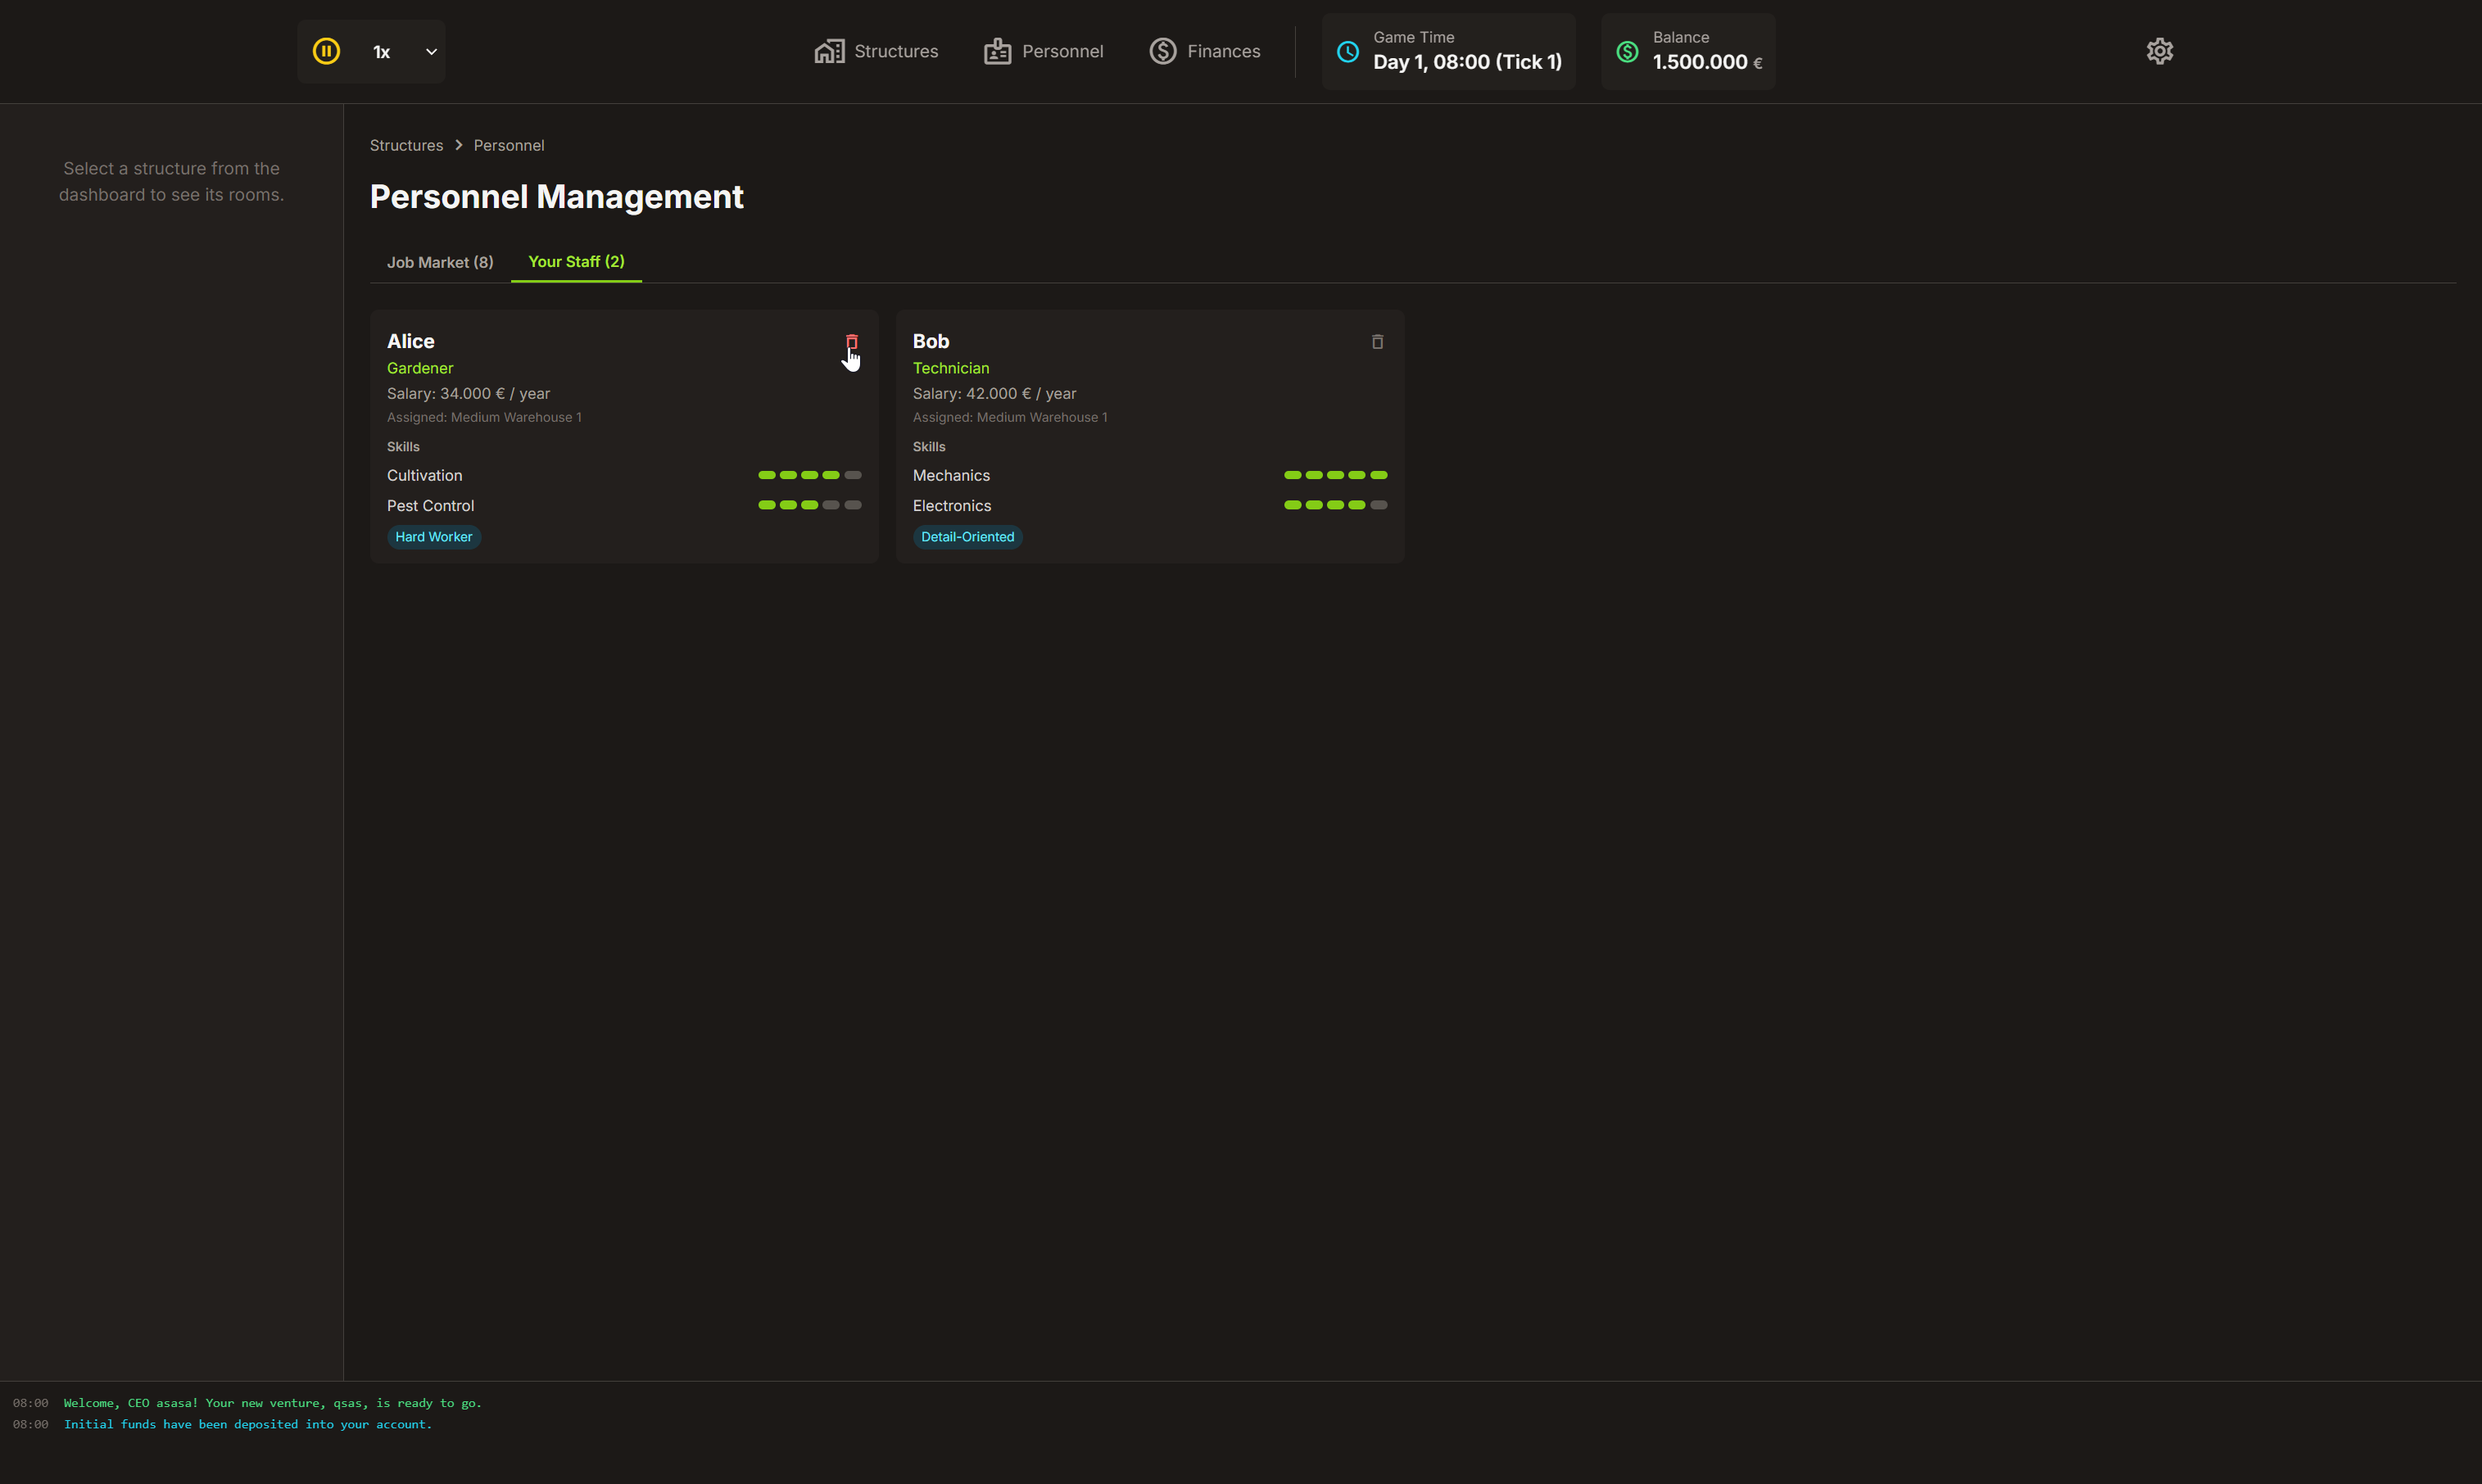 1x
Structures
Personnel
Finances
Game Time
Day 1, 08:00 (Tick 1)
Balance
1.500.000 €
Select a structure from the
dashboard to see its rooms.
Structures > Personnel
Personnel Management
Job Market (8)
Your Staff (2)
Alice
Gardener
Salary: 34.000 € / year
Assigned: Medium Warehouse 1
Skills
Cultivation
Pest Control
Hard Worker
Bob
Technician
Salary: 42.000 € / year
Assigned: Medium Warehouse 1
Skills
Mechanics
Electronics
Detail-Oriented
08:00 Welcome, CEO asasa! Your new venture, qsas, is ready to go.
08:00 Initial funds have been deposited into your account.